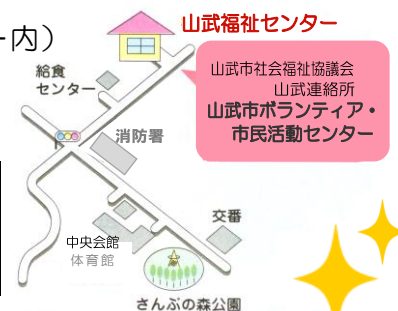 ー内）
山武福祉センター
山武市社会福祉協議会
山武連絡所
山武市ボランティア・
市民活動センター
給食
センター
消防署
中央会館
体育館
交番
さんぶの森公園